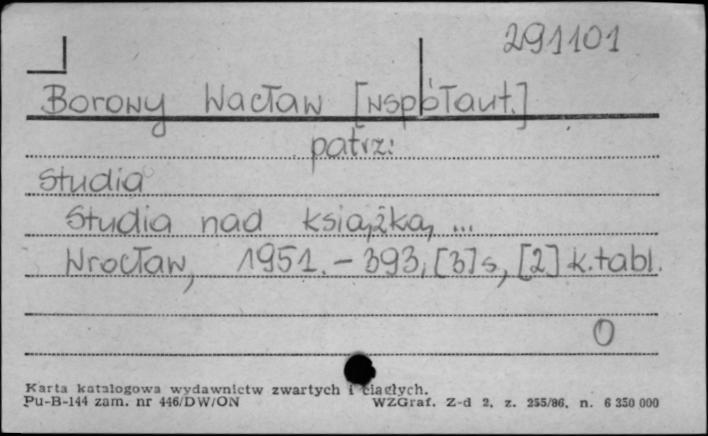 291101
Borowy Wacław [współaut.]
patrz:
Studia
Studia nad książką, ...
Wrocław, 1951. - 393, [3] s, [2] k. tabl.
O
Karta katalogowa wydawnictw zwartych i ciągłych.
Pu-B-144 zam. nr 446/DW/ON WZGraf. Z-d 2, z. 255/86, n. 6 350 000